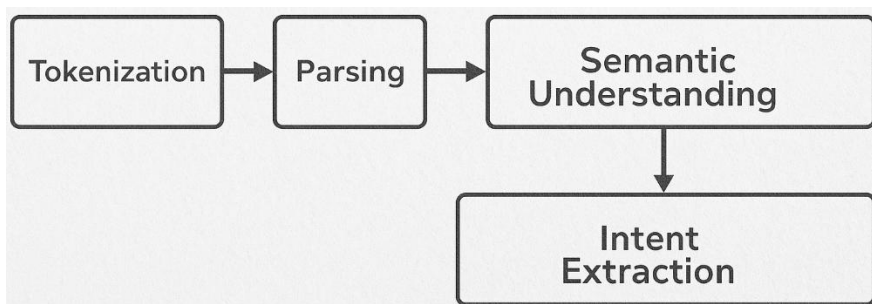 Tokenization
Parsing
Semantic
Understanding
Intent
Extraction